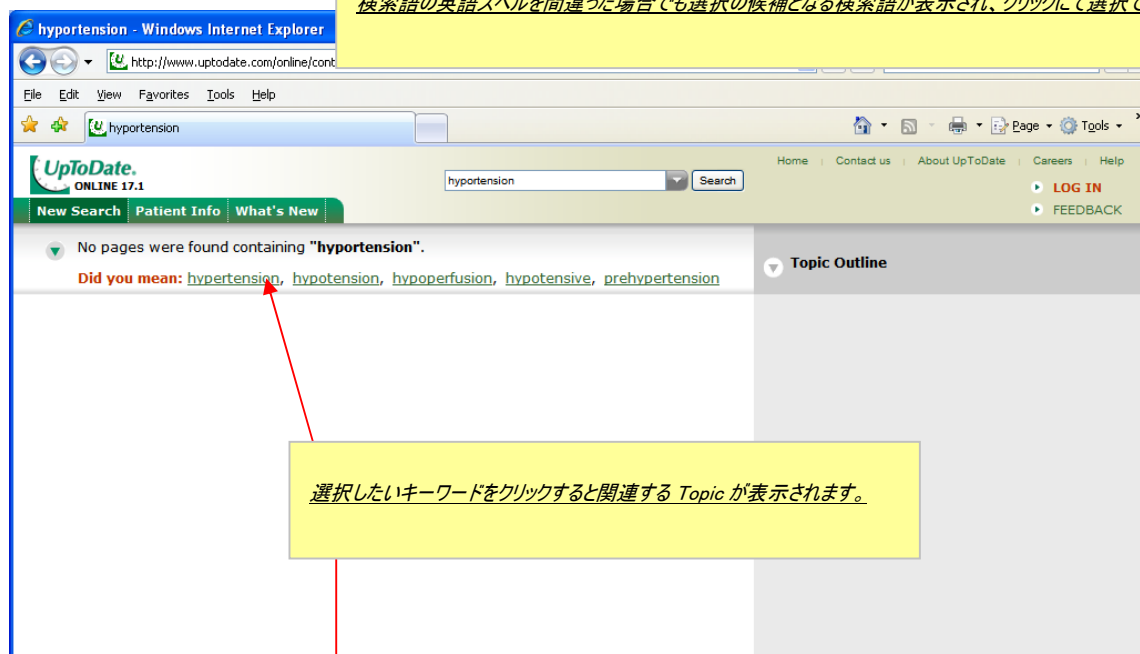 検索語の英語スペルを間違った場合でも選択の候補となる検索語が表示され、クリックにて選択で
hyportension - Windows Internet Explorer
http://www.uptodate.com/online/cont
File Edit View Favorites Tools Help
hyportension
Page Tools
UpToDate.
ONLINE 17.1
hyportension
Search
Home Contact us About UpToDate Careers Help
LOG IN
FEEDBACK
New Search Patient Info What's New
No pages were found containing "hyportension".
Did you mean: hypertension, hypotension, hypoperfusion, hypotensive, prehypertension
Topic Outline
選択したいキーワードをクリックすると関連する Topic が表示されます。